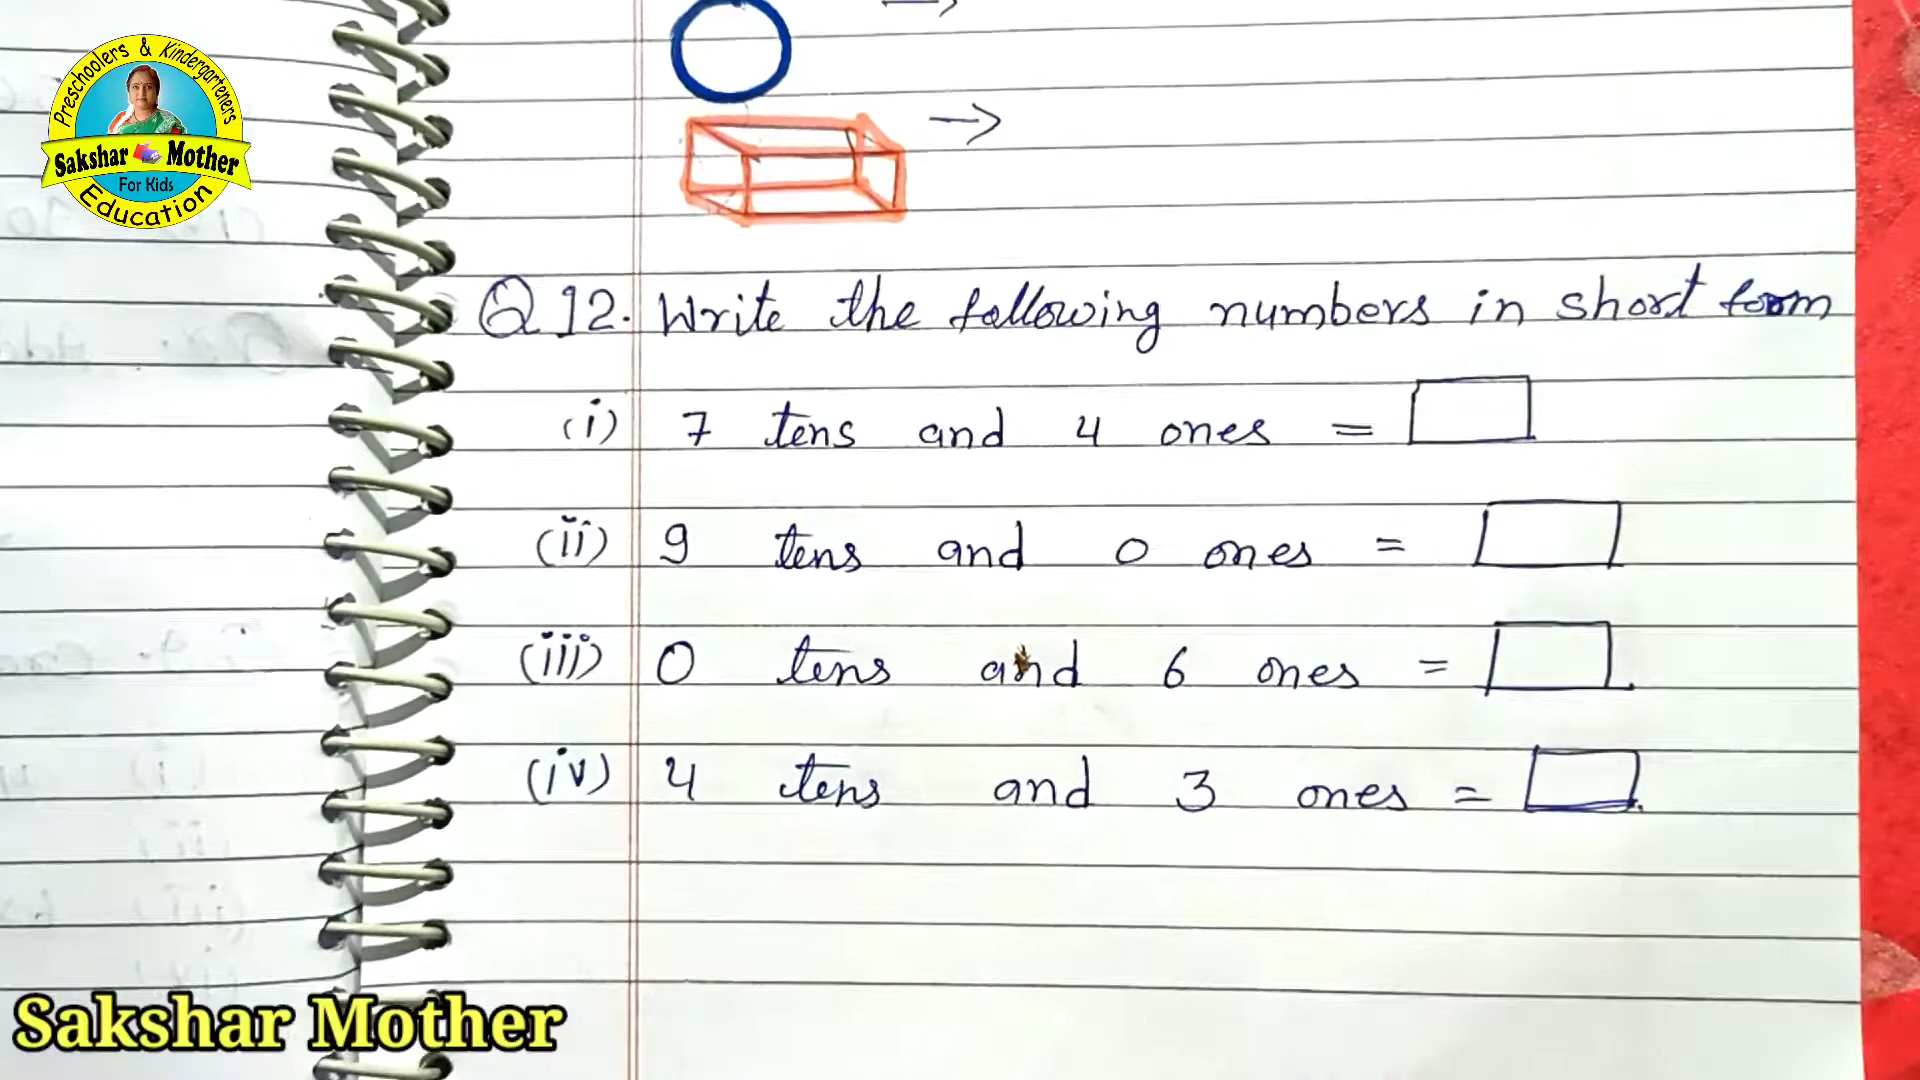 Preschoolers & Kindergarteners
Sakshar Mother
For Kids
Education
Q 12. Write the following numbers in short form
(i) 7 tens and 4 ones =
(ii) 9 tens and 0 ones =
(iii) 0 tens and 6 ones =
(iv) 4 tens and 3 ones =
Sakshar Mother